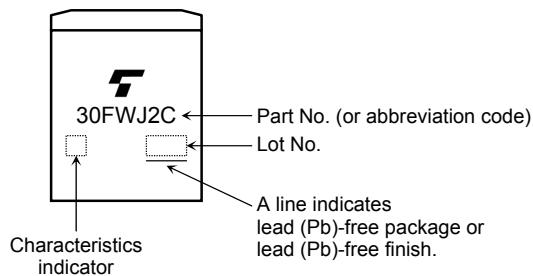 30FWJ2C
Part No. (or abbreviation code)
Lot No.
A line indicates
lead (Pb)-free package or
lead (Pb)-free finish.
Characteristics
indicator